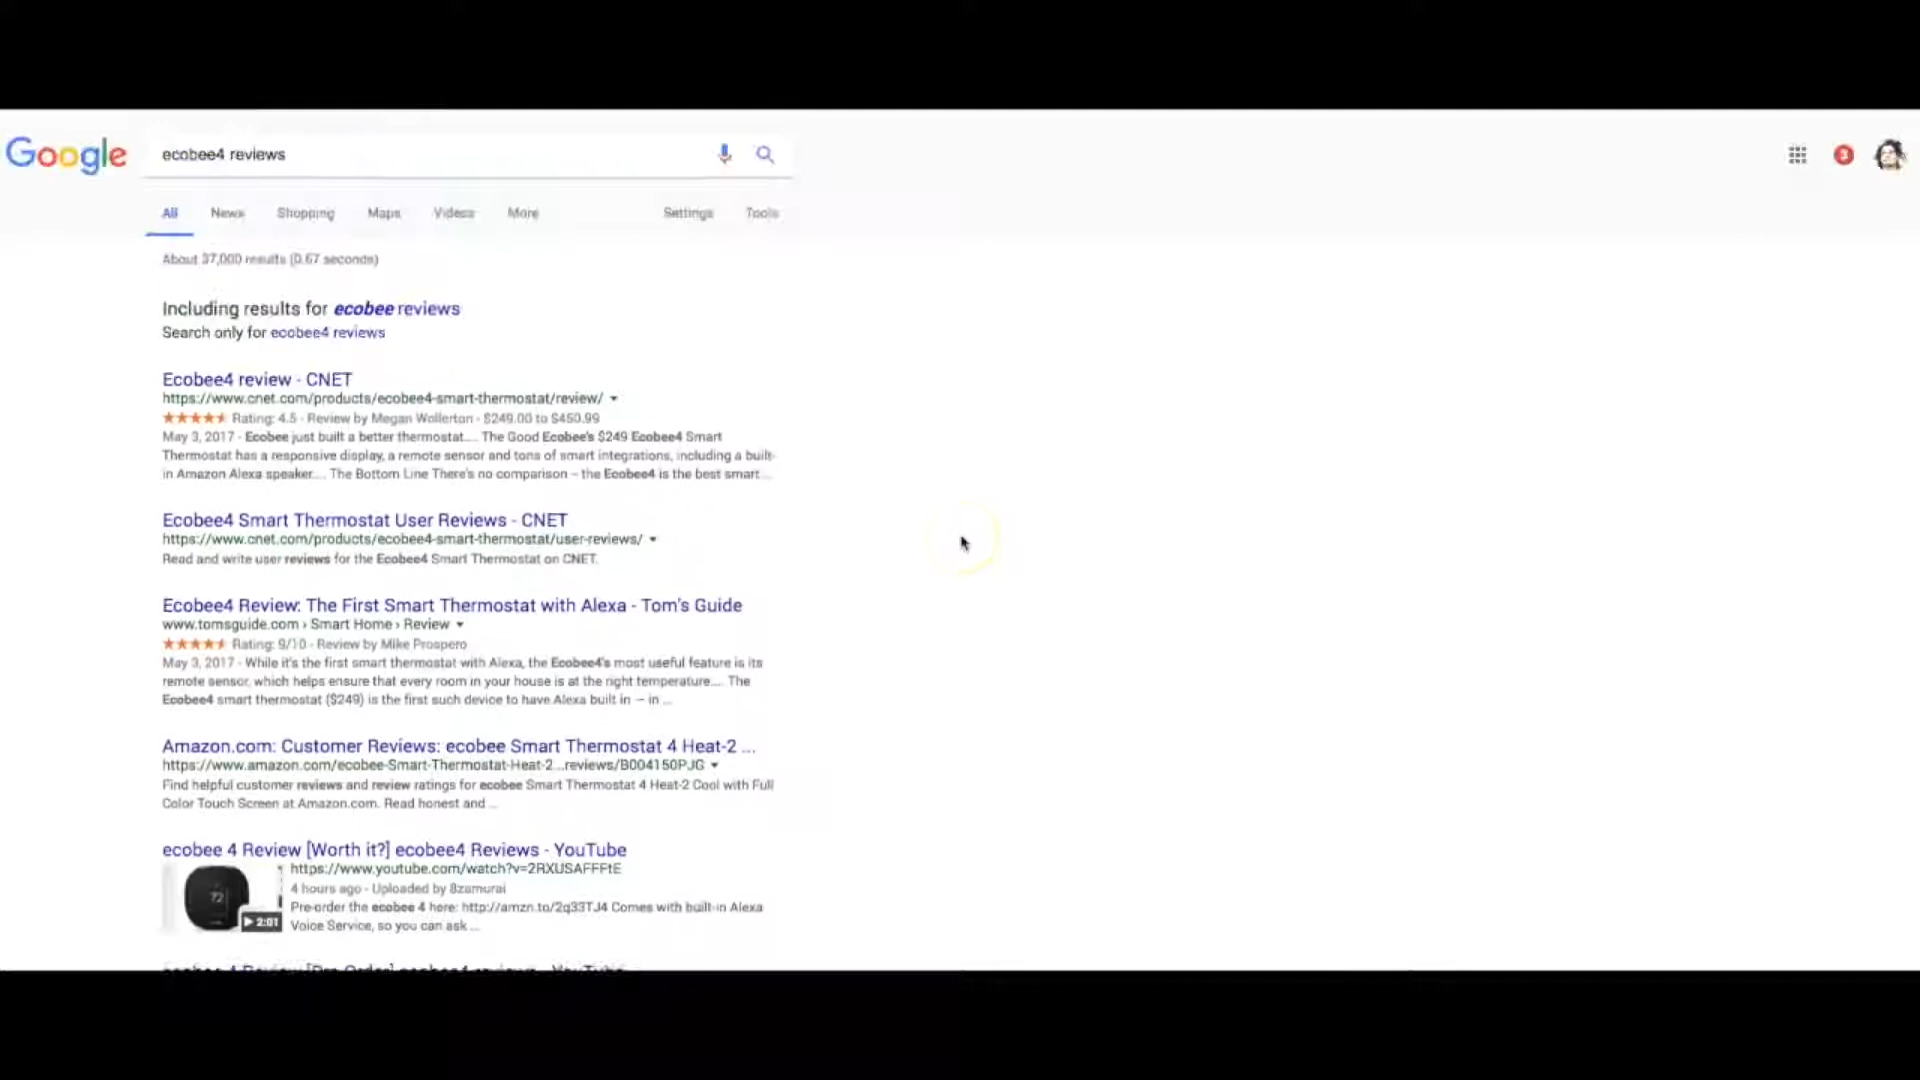 Google
ecobee4 reviews
3
All News Shopping Maps Videos More Settings Tools
About 37,000 results (0.67 seconds)
Including results for ecobee reviews
Search only for ecobee4 reviews
Ecobee4 review - CNET
https://www.cnet.com/products/ecobee4-smart-thermostat/review/
Rating: 4.5 - Review by Megan Wollerton - $249.00 to $450.99
May 3, 2017 - Ecobee just built a better thermostat.... The Good Ecobee's $249 Ecobee4 Smart
Thermostat has a responsive display, a remote sensor and tons of smart integrations, including a built-
in Amazon Alexa speaker.... The Bottom Line There's no comparison -- the Ecobee4 is the best smart ...
Ecobee4 Smart Thermostat User Reviews - CNET
https://www.cnet.com/products/ecobee4-smart-thermostat/user-reviews/
Read and write user reviews for the Ecobee4 Smart Thermostat on CNET.
Ecobee4 Review: The First Smart Thermostat with Alexa - Tom's Guide
www.tomsguide.com › Smart Home › Review
Rating: 9/10 - Review by Mike Prospero
May 3, 2017 - While it's the first smart thermostat with Alexa, the Ecobee4's most useful feature is its
remote sensor, which helps ensure that every room in your house is at the right temperature.... The
Ecobee4 smart thermostat ($249) is the first such device to have Alexa built in -- in ...
Amazon.com: Customer Reviews: ecobee Smart Thermostat 4 Heat-2 ...
https://www.amazon.com/ecobee-Smart-Thermostat-Heat-2...reviews/B004150PJG
Find helpful customer reviews and review ratings for ecobee Smart Thermostat 4 Heat-2 Cool with Full
Color Touch Screen at Amazon.com. Read honest and ...
ecobee 4 Review [Worth it?] ecobee4 Reviews - YouTube
https://www.youtube.com/watch?v=2RXUSAFFFtE
72
2:01
4 hours ago - Uploaded by 8zamurai
Pre-order the ecobee 4 here: http://amzn.to/2q33TJ4 Comes with built-in Alexa
Voice Service, so you can ask ...
ecobee 4 Review [Pre Order] ecobee4 reviews - YouTube